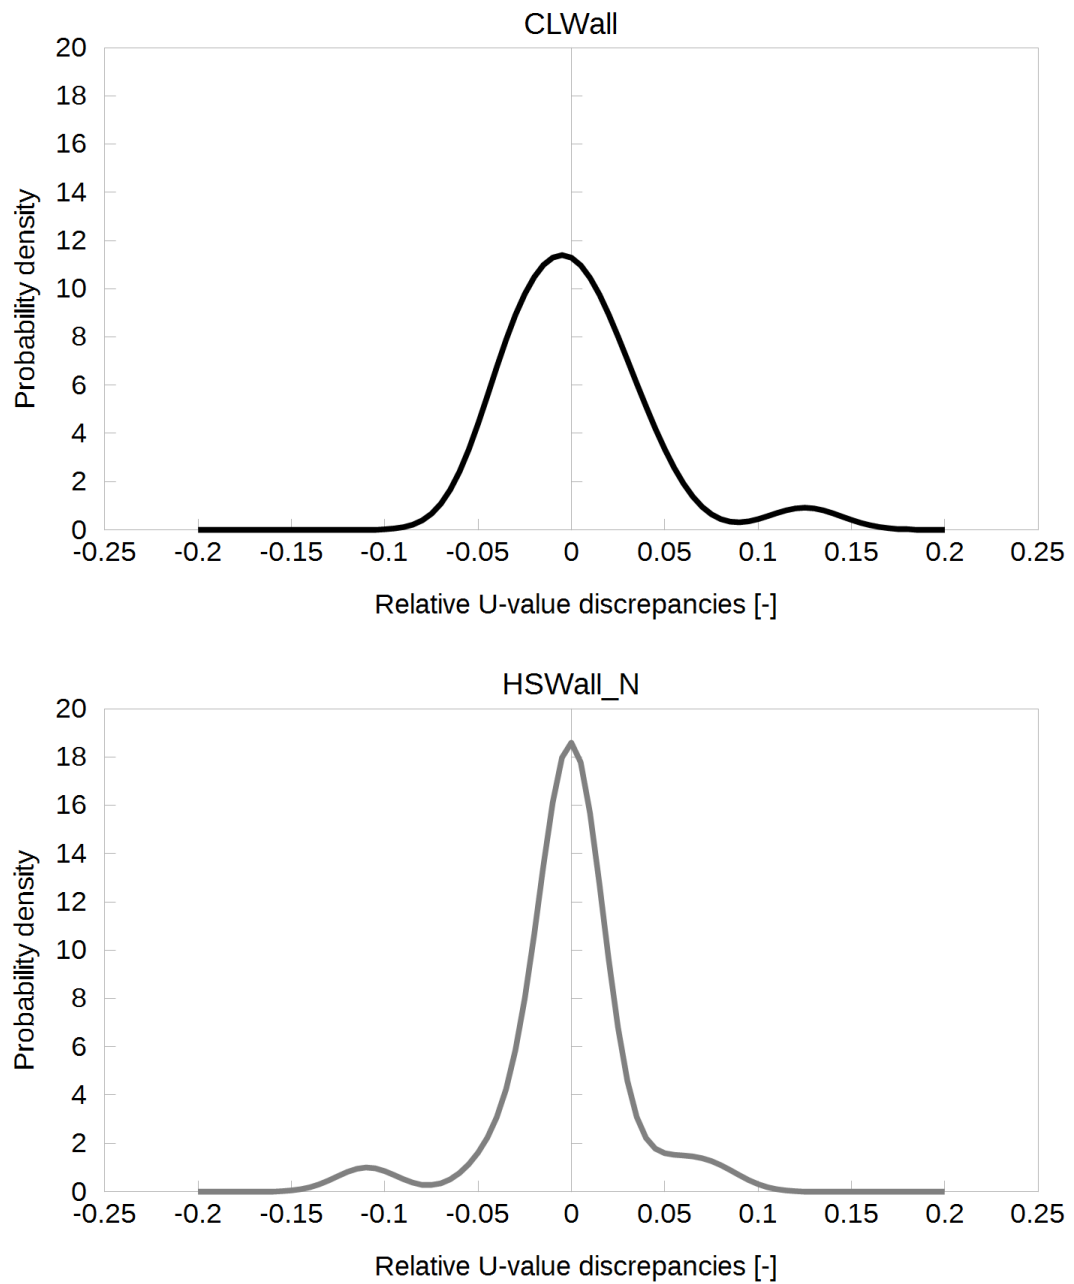 CLWall
20
18
16
14
12
10
8
6
4
2
0
Probability density
-0.25 -0.2 -0.15 -0.1 -0.05 0 0.05 0.1 0.15 0.2 0.25
Relative U-value discrepancies [-]
HSWall_N
20
18
16
14
12
10
8
6
4
2
0
Probability density
-0.25 -0.2 -0.15 -0.1 -0.05 0 0.05 0.1 0.15 0.2 0.25
Relative U-value discrepancies [-]